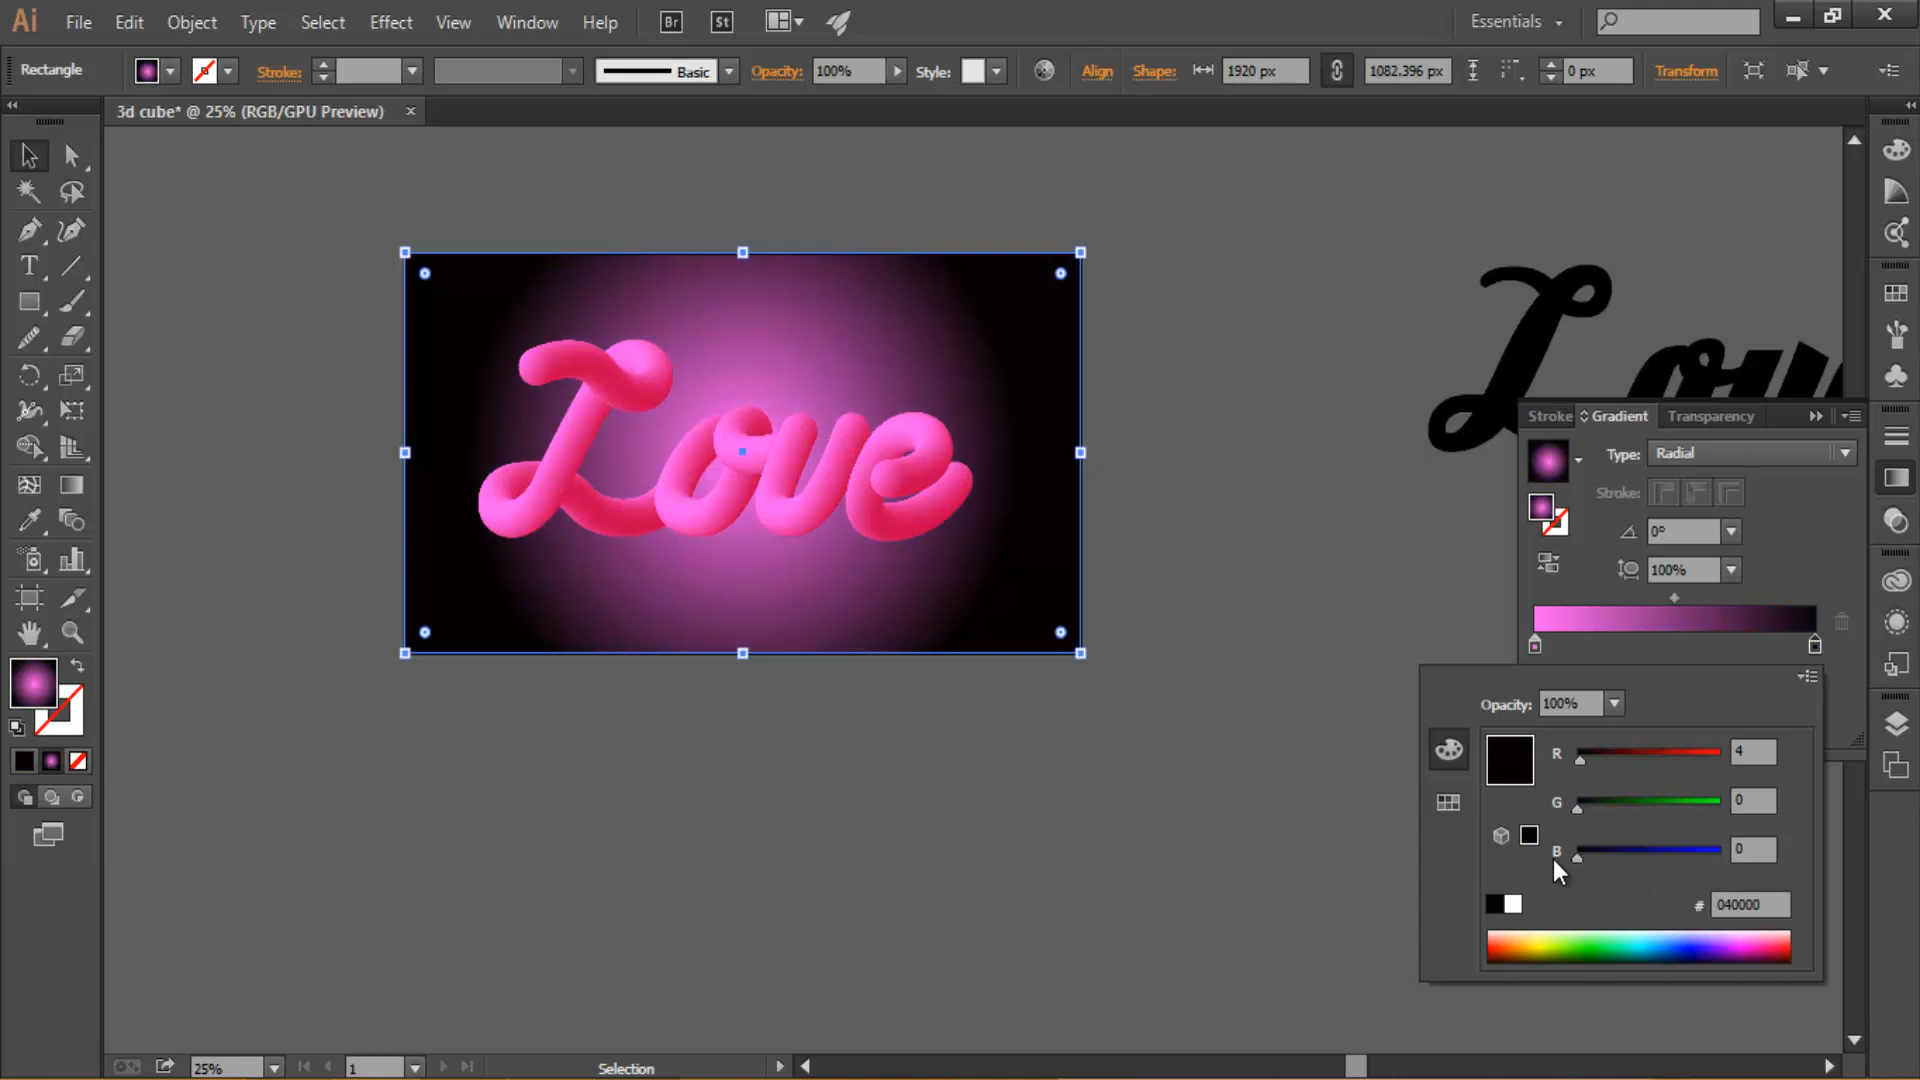 Ai File Edit Object Type Select Effect View Window Help Br St Essentials
Rectangle Stroke: Basic Opacity: 100% Style: Align Shape: 1920 px 1082.396 px 0 px Transform
3d cube* @ 25% (RGB/GPU Preview)
Love
Love
Stroke Gradient Transparency
Type: Radial
Stroke:
0°
100%
Opacity: 100%
R 4
G 0
B 0
# 040000
25% 1 Selection